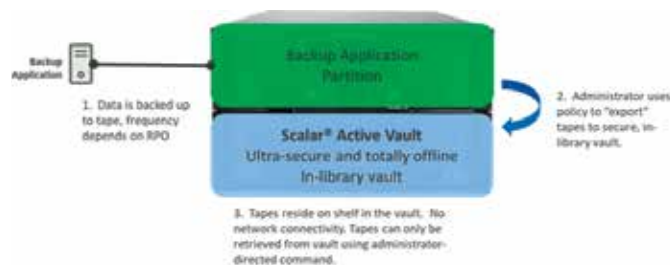 Backup
Application
Backup Application
Partition
1. Data is backed up
to tape, frequency
depends on RPO
2. Administrator uses
policy to "export"
tapes to secure, in-
library vault.
Scalar® Active Vault
Ultra-secure and totally offline
In-library vault
3. Tapes reside on shelf in the vault. No
network connectivity. Tapes can only be
retrieved from vault using administrator-
directed command.